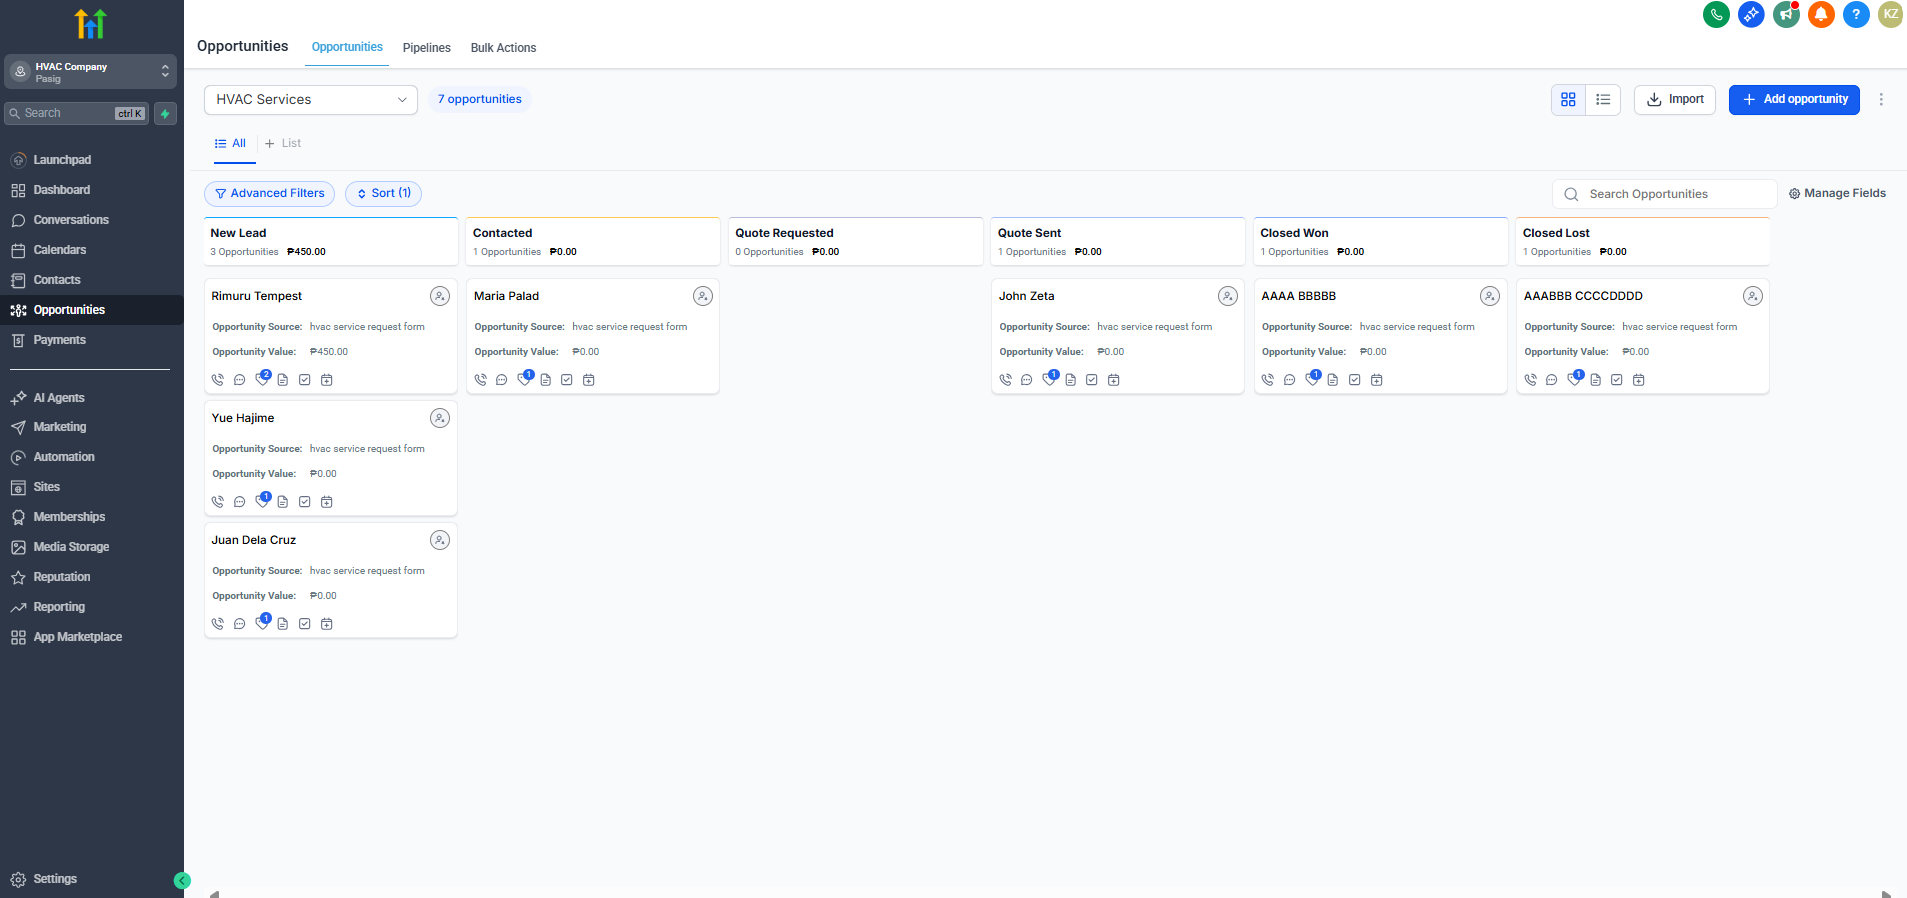 HVAC Company
Pasig
Search
ctrl K
Launchpad
Dashboard
Conversations
Calendars
Contacts
Opportunities
Payments
AI Agents
Marketing
Automation
Sites
Memberships
Media Storage
Reputation
Reporting
App Marketplace
Settings
Opportunities Opportunities Pipelines Bulk Actions
? KZ
HVAC Services 7 opportunities
Import + Add opportunity
All + List
Advanced Filters Sort (1)
Search Opportunities Manage Fields
New Lead
3 Opportunities ₱450.00
Rimuru Tempest
Opportunity Source: hvac service request form
Opportunity Value: ₱450.00
2
Yue Hajime
Opportunity Source: hvac service request form
Opportunity Value: ₱0.00
1
Juan Dela Cruz
Opportunity Source: hvac service request form
Opportunity Value: ₱0.00
1
Contacted
1 Opportunities ₱0.00
Maria Palad
Opportunity Source: hvac service request form
Opportunity Value: ₱0.00
1
Quote Requested
0 Opportunities ₱0.00
Quote Sent
1 Opportunities ₱0.00
John Zeta
Opportunity Source: hvac service request form
Opportunity Value: ₱0.00
1
Closed Won
1 Opportunities ₱0.00
AAAA BBBBB
Opportunity Source: hvac service request form
Opportunity Value: ₱0.00
1
Closed Lost
1 Opportunities ₱0.00
AAABBB CCCCDDDD
Opportunity Source: hvac service request form
Opportunity Value: ₱0.00
1